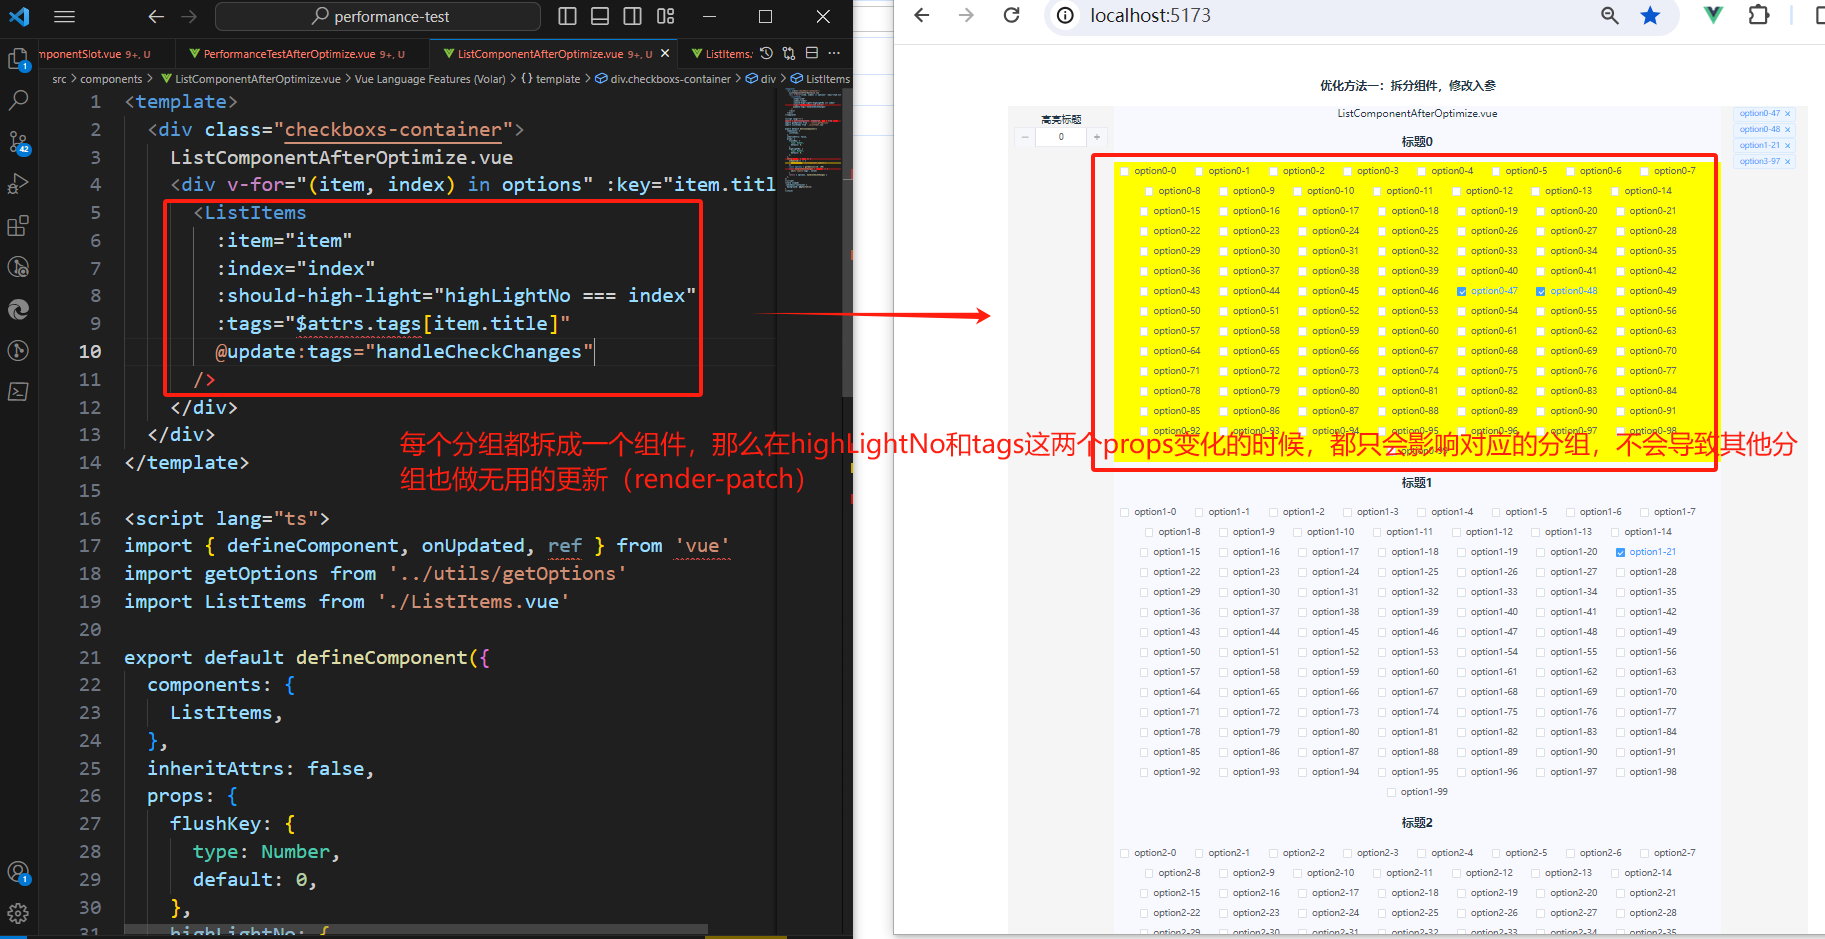 performance-test
mponentSlot.vue 9+, U
PerformanceTestAfterOptimize.vue 9+, U
ListComponentAfterOptimize.vue 9+, U
ListItems.
src > components > ListComponentAfterOptimize.vue > Vue Language Features (Volar) > {} template > div.checkboxs-container > div > ListItems
1 <template>
2 <div class="checkboxs-container">
3 ListComponentAfterOptimize.vue
4 <div v-for="(item, index) in options" :key="item.titl
5 <ListItems
6 :item="item"
7 :index="index"
8 :should-high-light="highLightNo === index"
9 :tags="$attrs.tags[item.title]"
10 @update:tags="handleCheckChanges"
11 />
12 </div>
13 </div>
14 </template>
15
16 <script lang="ts">
17 import { defineComponent, onUpdated, ref } from 'vue'
18 import getOptions from '../utils/getOptions'
19 import ListItems from './ListItems.vue'
20
21 export default defineComponent({
22 components: {
23 ListItems,
24 },
25 inheritAttrs: false,
26 props: {
27 flushKey: {
28 type: Number,
29 default: 0,
30 },
31 highLightNo: {
1
42
1
每个分组都拆成一个组件，那么在highLightNo和tags这两个props变化的时候，都只会影响对应的分组，不会导致其他分
组也做无用的更新（render-patch）
localhost:5173
优化方法一：拆分组件，修改入参
ListComponentAfterOptimize.vue
高亮标题
− 0 +
option0-47 ×
option0-48 ×
option1-21 ×
option3-97 ×
标题0
option0-0 option0-1 option0-2 option0-3 option0-4 option0-5 option0-6 option0-7
option0-8 option0-9 option0-10 option0-11 option0-12 option0-13 option0-14
option0-15 option0-16 option0-17 option0-18 option0-19 option0-20 option0-21
option0-22 option0-23 option0-24 option0-25 option0-26 option0-27 option0-28
option0-29 option0-30 option0-31 option0-32 option0-33 option0-34 option0-35
option0-36 option0-37 option0-38 option0-39 option0-40 option0-41 option0-42
option0-43 option0-44 option0-45 option0-46 option0-47 option0-48 option0-49
option0-50 option0-51 option0-52 option0-53 option0-54 option0-55 option0-56
option0-57 option0-58 option0-59 option0-60 option0-61 option0-62 option0-63
option0-64 option0-65 option0-66 option0-67 option0-68 option0-69 option0-70
option0-71 option0-72 option0-73 option0-74 option0-75 option0-76 option0-77
option0-78 option0-79 option0-80 option0-81 option0-82 option0-83 option0-84
option0-85 option0-86 option0-87 option0-88 option0-89 option0-90 option0-91
option0-92 option0-93 option0-94 option0-95 option0-96 option0-97 option0-98
标题1
option1-0 option1-1 option1-2 option1-3 option1-4 option1-5 option1-6 option1-7
option1-8 option1-9 option1-10 option1-11 option1-12 option1-13 option1-14
option1-15 option1-16 option1-17 option1-18 option1-19 option1-20 option1-21
option1-22 option1-23 option1-24 option1-25 option1-26 option1-27 option1-28
option1-29 option1-30 option1-31 option1-32 option1-33 option1-34 option1-35
option1-36 option1-37 option1-38 option1-39 option1-40 option1-41 option1-42
option1-43 option1-44 option1-45 option1-46 option1-47 option1-48 option1-49
option1-50 option1-51 option1-52 option1-53 option1-54 option1-55 option1-56
option1-57 option1-58 option1-59 option1-60 option1-61 option1-62 option1-63
option1-64 option1-65 option1-66 option1-67 option1-68 option1-69 option1-70
option1-71 option1-72 option1-73 option1-74 option1-75 option1-76 option1-77
option1-78 option1-79 option1-80 option1-81 option1-82 option1-83 option1-84
option1-85 option1-86 option1-87 option1-88 option1-89 option1-90 option1-91
option1-92 option1-93 option1-94 option1-95 option1-96 option1-97 option1-98
option1-99
标题2
option2-0 option2-1 option2-2 option2-3 option2-4 option2-5 option2-6 option2-7
option2-8 option2-9 option2-10 option2-11 option2-12 option2-13 option2-14
option2-15 option2-16 option2-17 option2-18 option2-19 option2-20 option2-21
option2-22 option2-23 option2-24 option2-25 option2-26 option2-27 option2-28
option2-29 option2-30 option2-31 option2-32 option2-33 option2-34 option2-35